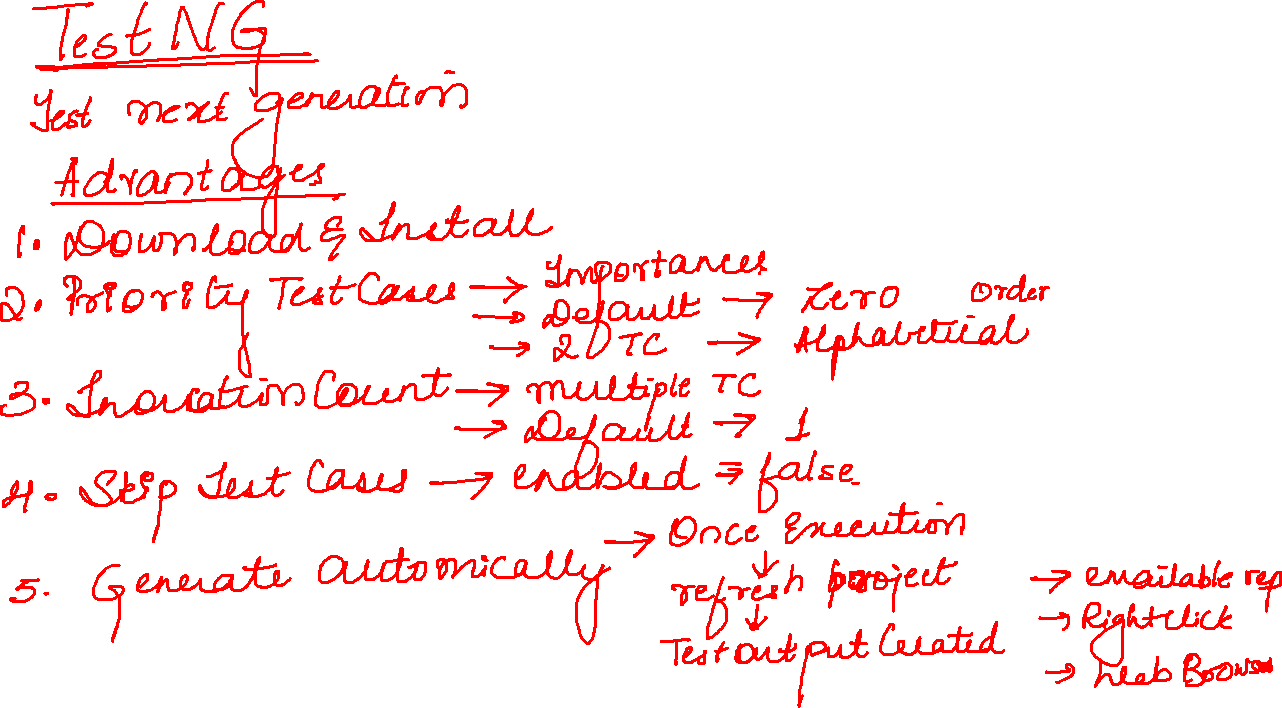 TestNG
Test next generation
Advantages
1. Download & Install
2. Priority Test Cases → Importances
→ Default → Zero order
→ 20 TC → Alphabetical
3. Invocation Count → multiple TC
→ Default → 1
4. Skip Test Cases → enabled = false
5. Generate automically → Once Execution
↓
refresh project → emailable rep
↓ → Right click
Test output Created
→ Web Brows